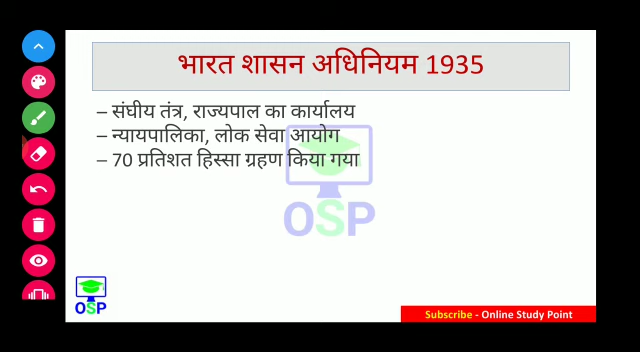 भारत शासन अधिनियम 1935
– संघीय तंत्र, राज्यपाल का कार्यालय
– न्यायपालिका, लोक सेवा आयोग
– 70 प्रतिशत हिस्सा ग्रहण किया गया
OSP
OSP
Subscribe - Online Study Point